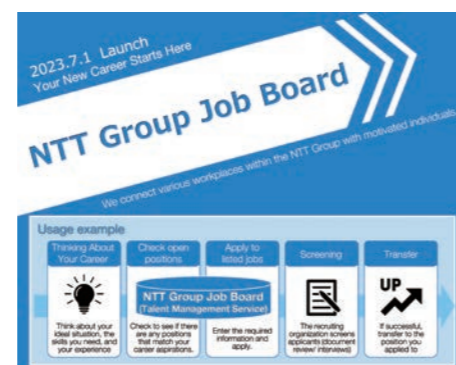 2023.7.1 Launch
Your New Career Starts Here
NTT Group Job Board
We connect various workplaces within the NTT Group with motivated individuals
Usage example
Thinking About
Your Career
Think about your
ideal situation, the
skills you need, and
your experience
Check open
positions
Check to see if there
are any positions
that match your
career aspirations.
Apply to
listed jobs
Enter the required
information and
apply.
NTT Group Job Board
(Talent Management Service)
Screening
The recruiting
organization screens
applicants (document
review/ interviews)
Transfer
UP
If successful,
transfer to the
position you
applied to